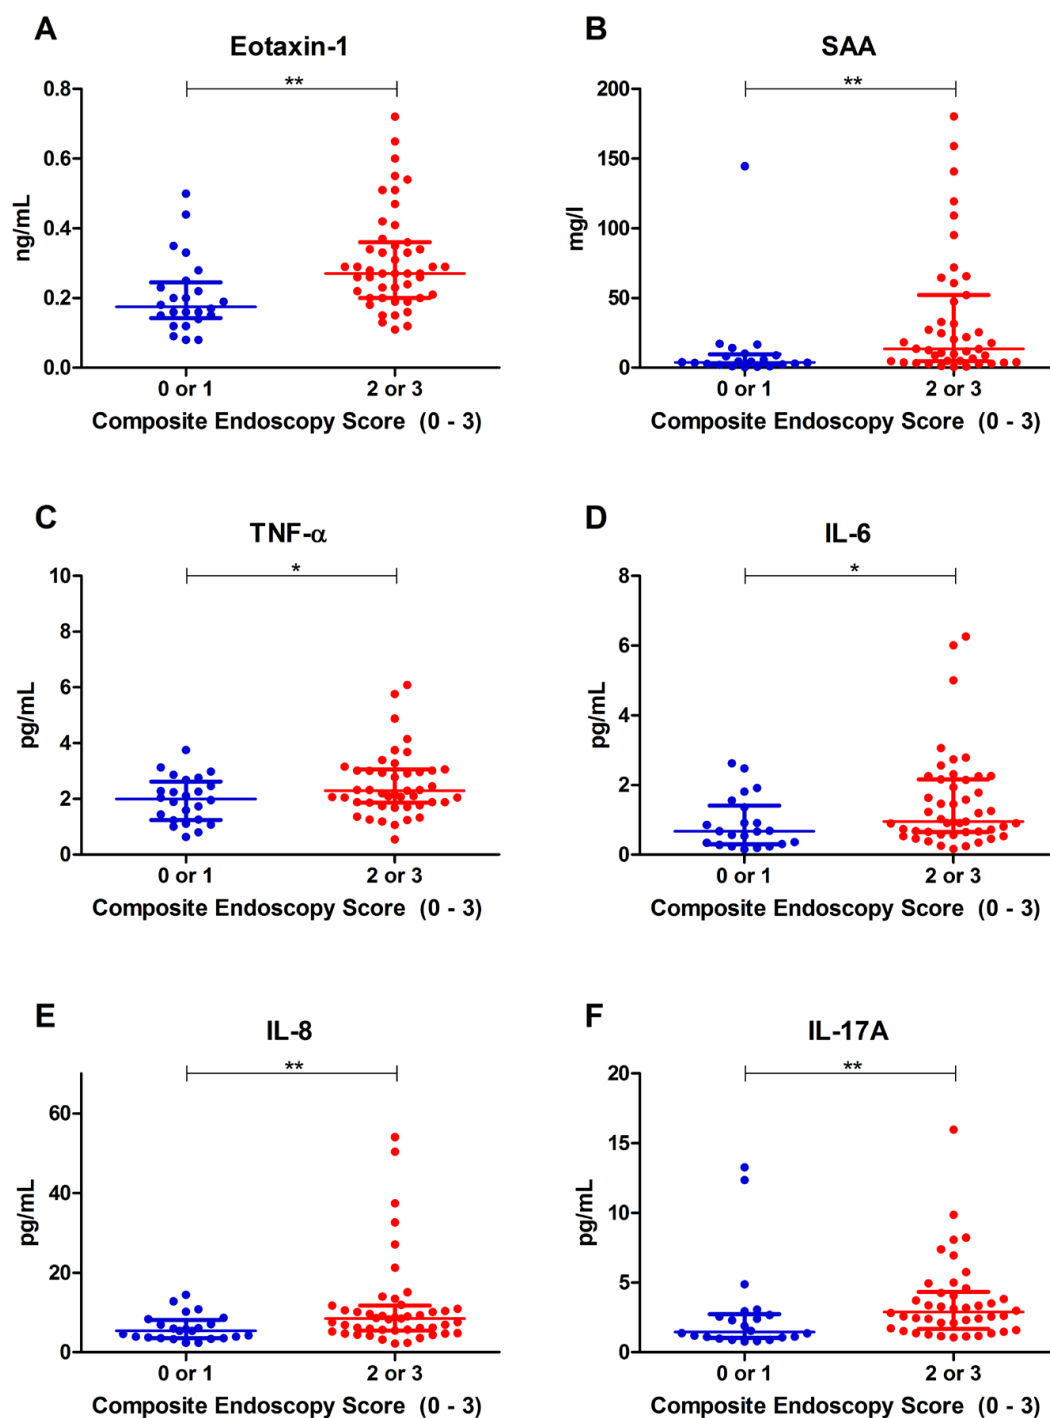 A
Eotaxin-1
**
0.8
0.6
0.4
0.2
0.0
ng/mL
0 or 1
2 or 3
Composite Endoscopy Score (0 - 3)
B
SAA
**
200
150
100
50
0
mg/l
0 or 1
2 or 3
Composite Endoscopy Score (0 - 3)
C
TNF-α
*
10
8
6
4
2
0
pg/mL
0 or 1
2 or 3
Composite Endoscopy Score (0 - 3)
D
IL-6
*
8
6
4
2
0
pg/mL
0 or 1
2 or 3
Composite Endoscopy Score (0 - 3)
E
IL-8
**
60
40
20
0
pg/mL
0 or 1
2 or 3
Composite Endoscopy Score (0 - 3)
F
IL-17A
**
20
15
10
5
0
pg/mL
0 or 1
2 or 3
Composite Endoscopy Score (0 - 3)